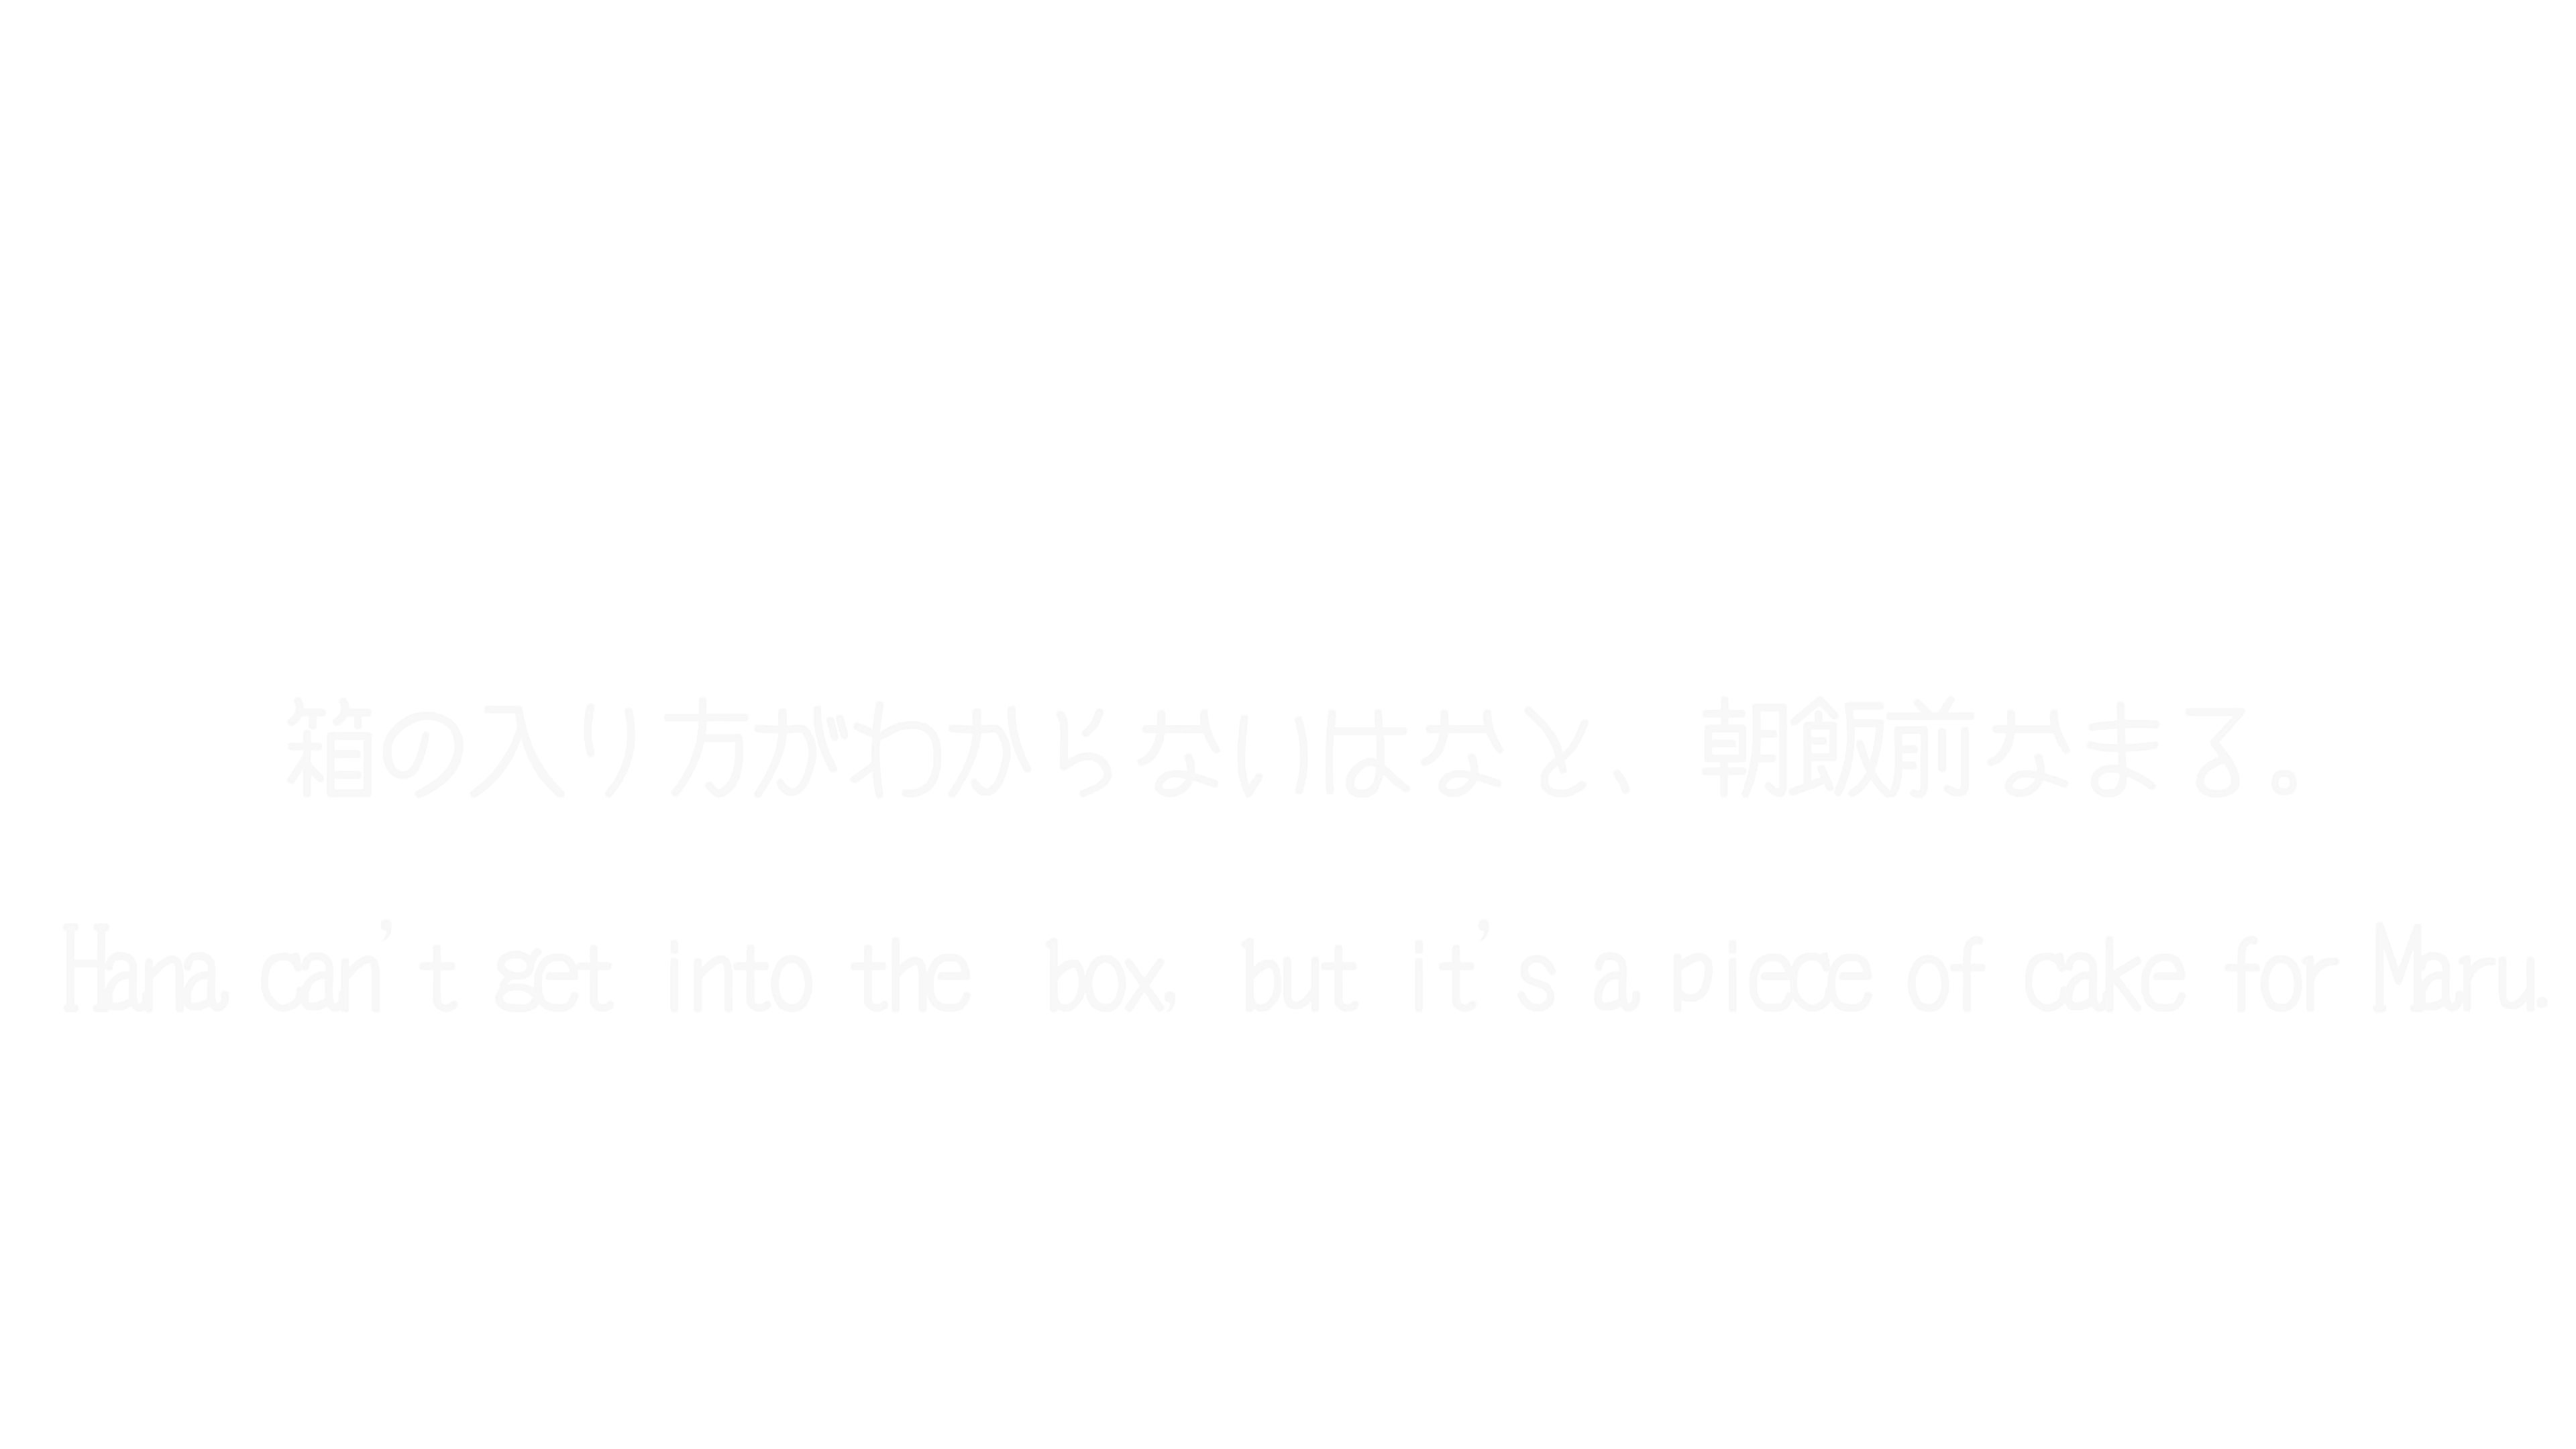 箱の入り方がわからないはなと、朝飯前なまる。
Hana can't get into the box, but it's a piece of cake for Maru.